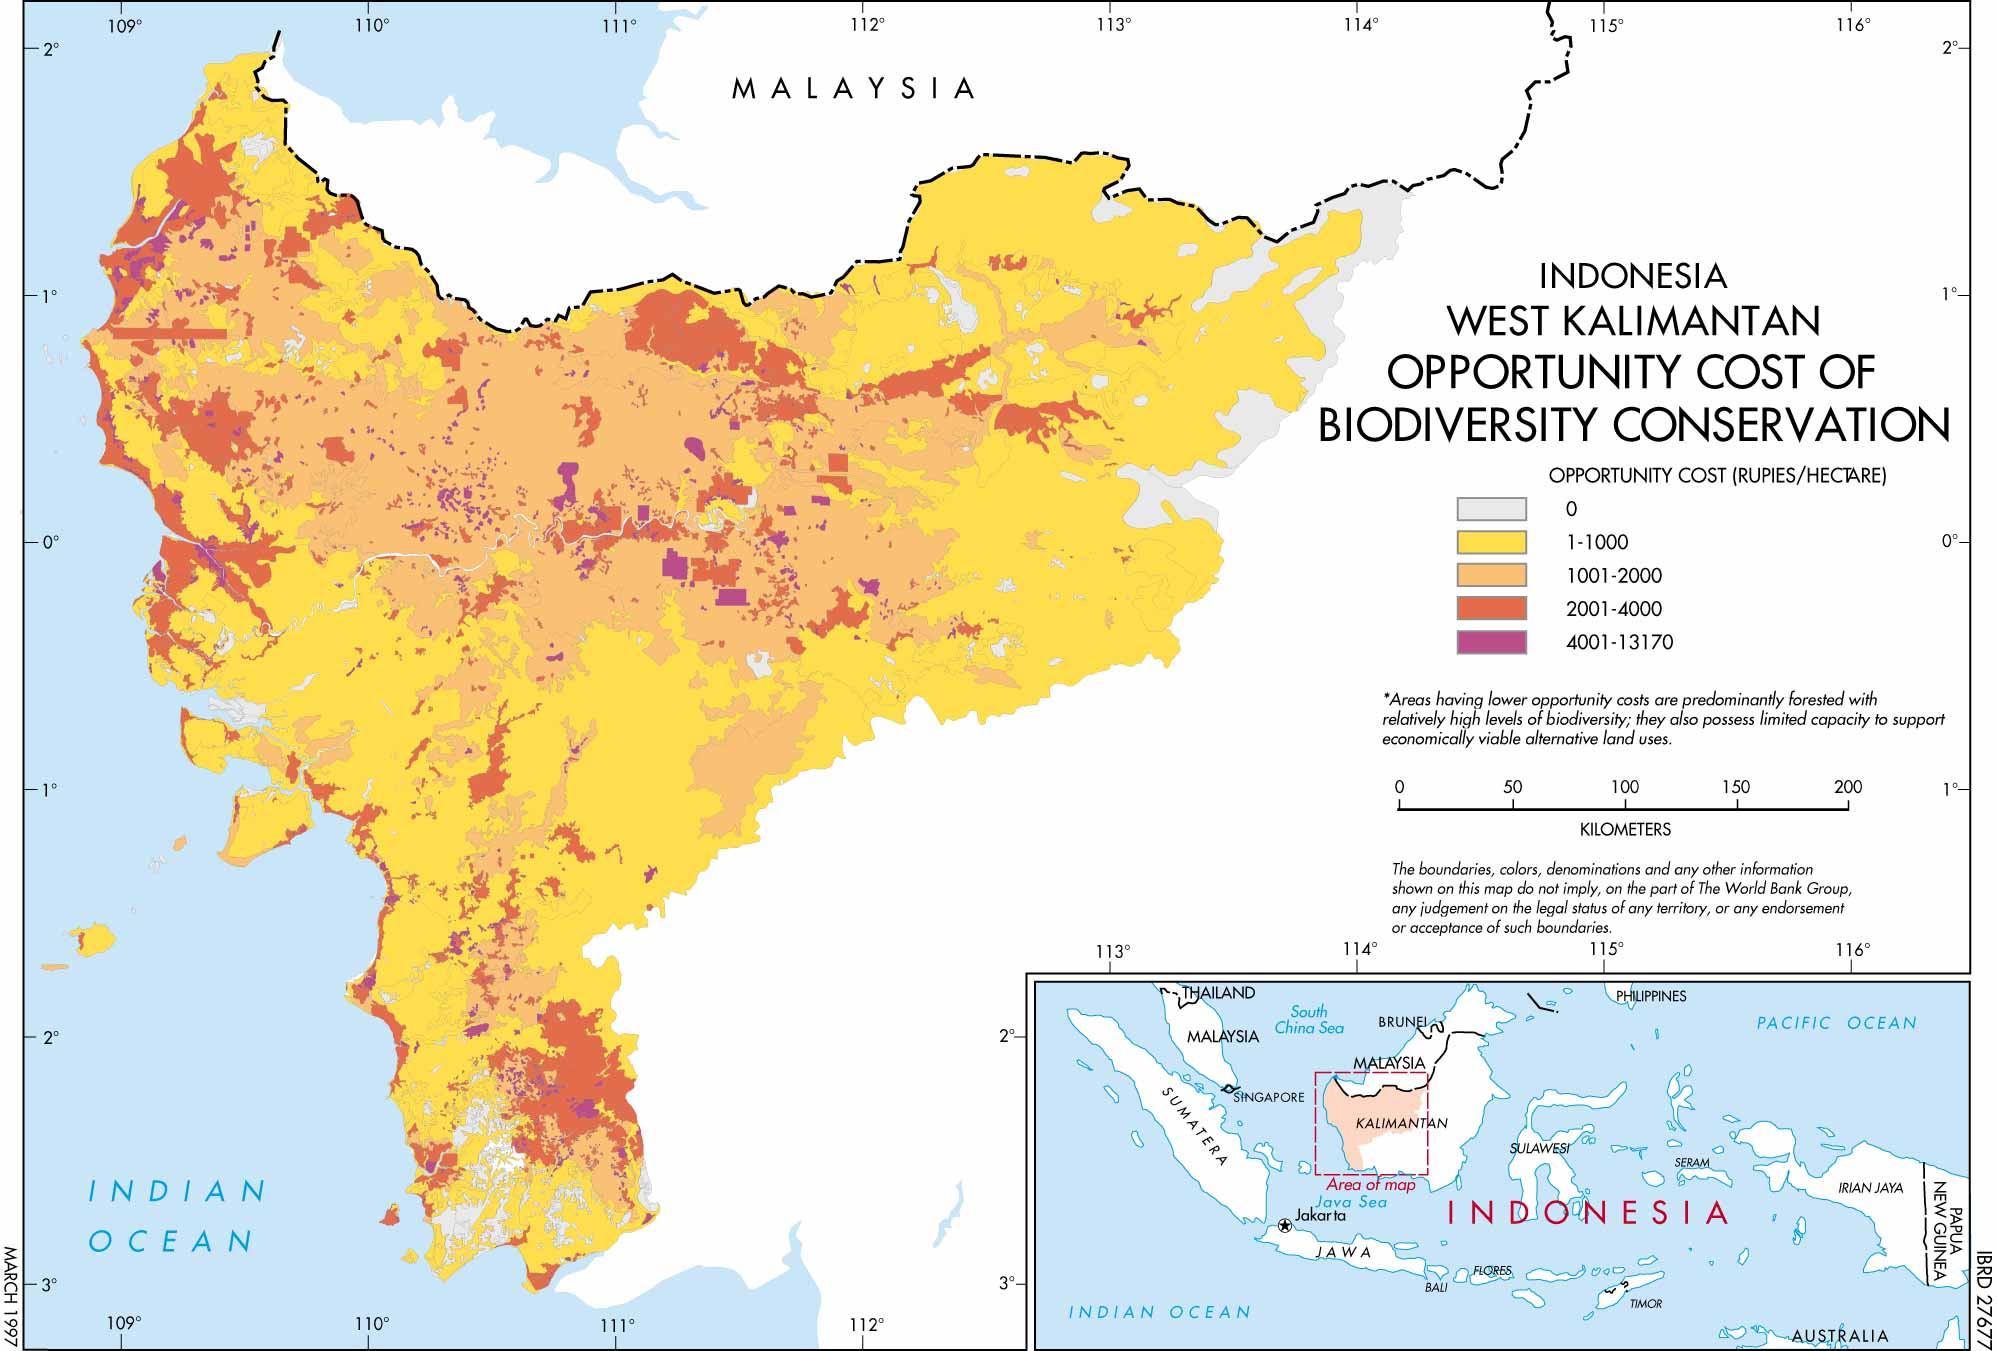 109°
110°
111°
112°
113°
114°
115°
116°
2°
2°
MALAYSIA
1°
1°
INDONESIA
WEST KALIMANTAN
OPPORTUNITY COST OF
BIODIVERSITY CONSERVATION
OPPORTUNITY COST (RUPIES/HECTARE)
0
1-1000
1001-2000
2001-4000
4001-13170
0°
0°
*Areas having lower opportunity costs are predominantly forested with
relatively high levels of biodiversity; they also possess limited capacity to support
economically viable alternative land uses.
0
50
100
150
200
KILOMETERS
1°
1°
The boundaries, colors, denominations and any other information
shown on this map do not imply, on the part of The World Bank Group,
any judgement on the legal status of any territory, or any endorsement
or acceptance of such boundaries.
113°
114°
115°
116°
2°
2°
THAILAND
South
China Sea
BRUNEI
PHILIPPINES
PACIFIC OCEAN
MALAYSIA
MALAYSIA
SINGAPORE
SUMATERA
KALIMANTAN
SULAWESI
SERAM
IRIAN JAYA
PAPUA
NEW GUINEA
Area of map
Java Sea
INDONESIA
Jakarta
JAWA
BALI
FLORES
TIMOR
INDIAN OCEAN
AUSTRALIA
INDIAN
OCEAN
3°
3°
109°
110°
111°
112°
MARCH 1997
IBRD 27677